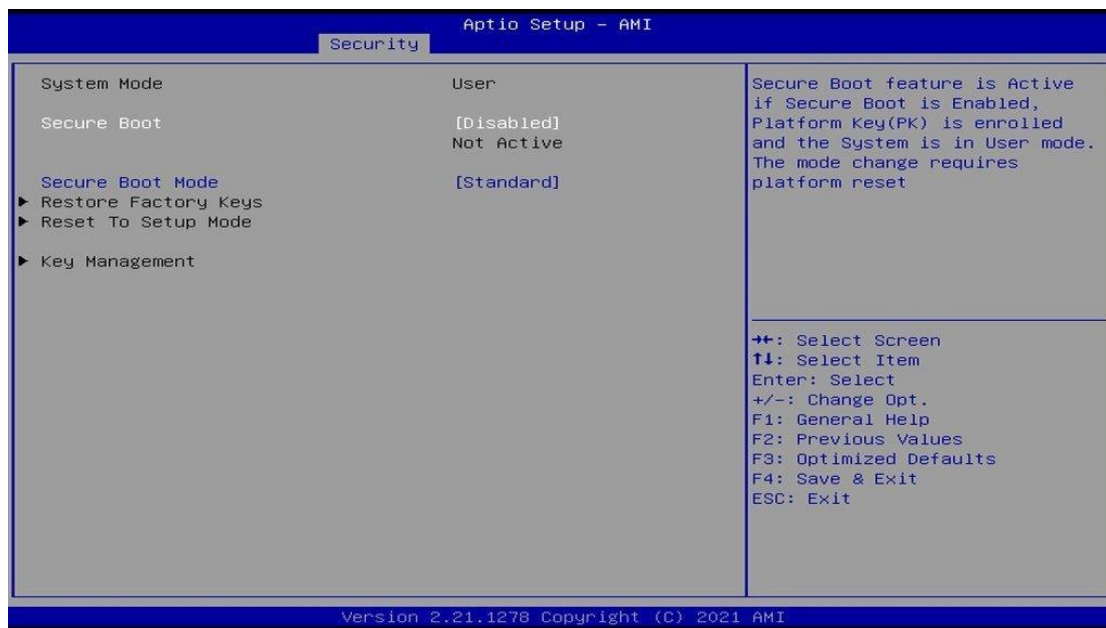 Aptio Setup – AMI
Security
System Mode User
Secure Boot [Disabled]
Not Active
Secure Boot Mode [Standard]
▶ Restore Factory Keys
▶ Reset To Setup Mode
▶ Key Management
Secure Boot feature is Active
if Secure Boot is Enabled,
Platform Key(PK) is enrolled
and the System is in User mode.
The mode change requires
platform reset
→←: Select Screen
↑↓: Select Item
Enter: Select
+/-: Change Opt.
F1: General Help
F2: Previous Values
F3: Optimized Defaults
F4: Save & Exit
ESC: Exit
Version 2.21.1278 Copyright (C) 2021 AMI